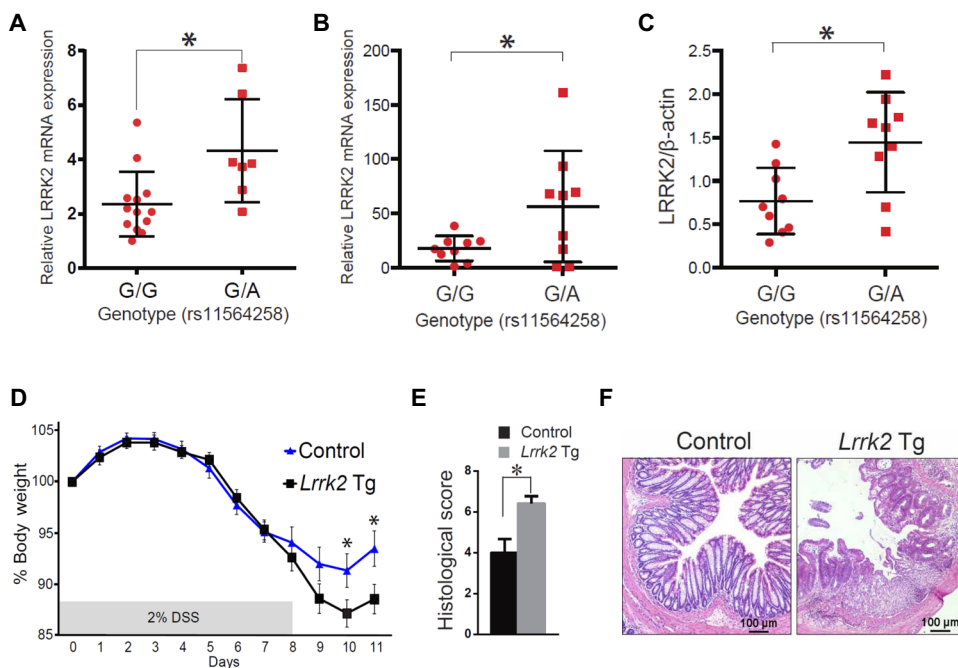 A
Relative LRRK2 mRNA expression
8
6
4
2
0
*
G/G G/A
Genotype (rs11564258)
B
Relative LRRK2 mRNA expression
200
150
100
50
0
*
G/G G/A
Genotype (rs11564258)
C
LRRK2/β-actin
2.5
2.0
1.5
1.0
0.5
0.0
*
G/G G/A
Genotype (rs11564258)
D
% Body weight
105
100
95
90
85
Control
Lrrk2 Tg
* *
2% DSS
0 1 2 3 4 5 6 7 8 9 10 11
Days
E
Control
Lrrk2 Tg
Histological score
8
6
4
2
0
*
F
Control Lrrk2 Tg
100 µm 100 µm